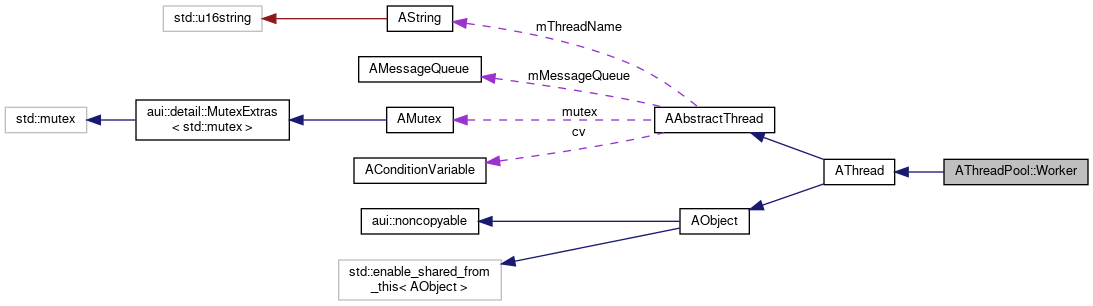 std::u16string
AString
mThreadName
AMessageQueue
mMessageQueue
std::mutex
aui::detail::MutexExtras
< std::mutex >
AMutex
mutex
AAbstractThread
cv
AConditionVariable
AThread
AThreadPool::Worker
aui::noncopyable
AObject
std::enable_shared_from
_this< AObject >